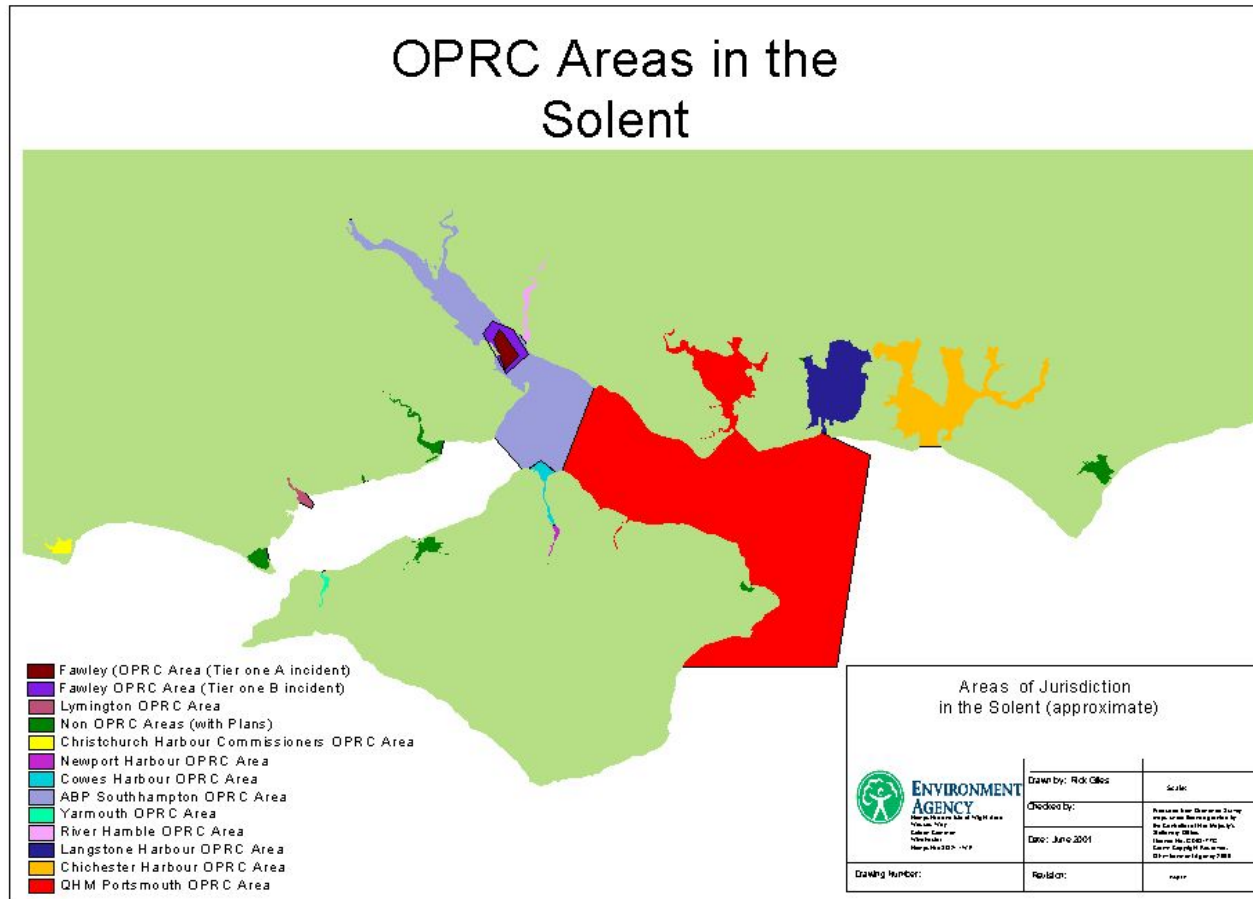 OPRC Areas in the
Solent
Fawley (OPRC Area (Tier one A incident)
Fawley OPRC Area (Tier one B incident)
Lymington OPRC Area
Non OPRC Areas (with Plans)
Christchurch Harbour Commissioners OPRC Area
Newport Harbour OPRC Area
Cowes Harbour OPRC Area
ABP Southhampton OPRC Area
Yarmouth OPRC Area
River Hamble OPRC Area
Langstone Harbour OPRC Area
Chichester Harbour OPRC Area
QHM Portsmouth OPRC Area
Areas of Jurisdiction
in the Solent (approximate)
ENVIRONMENT
AGENCY
Drawn by: Rick Gilles
Checked by:
Date: June 2001
Drawing Number:
Revision:
Scale: